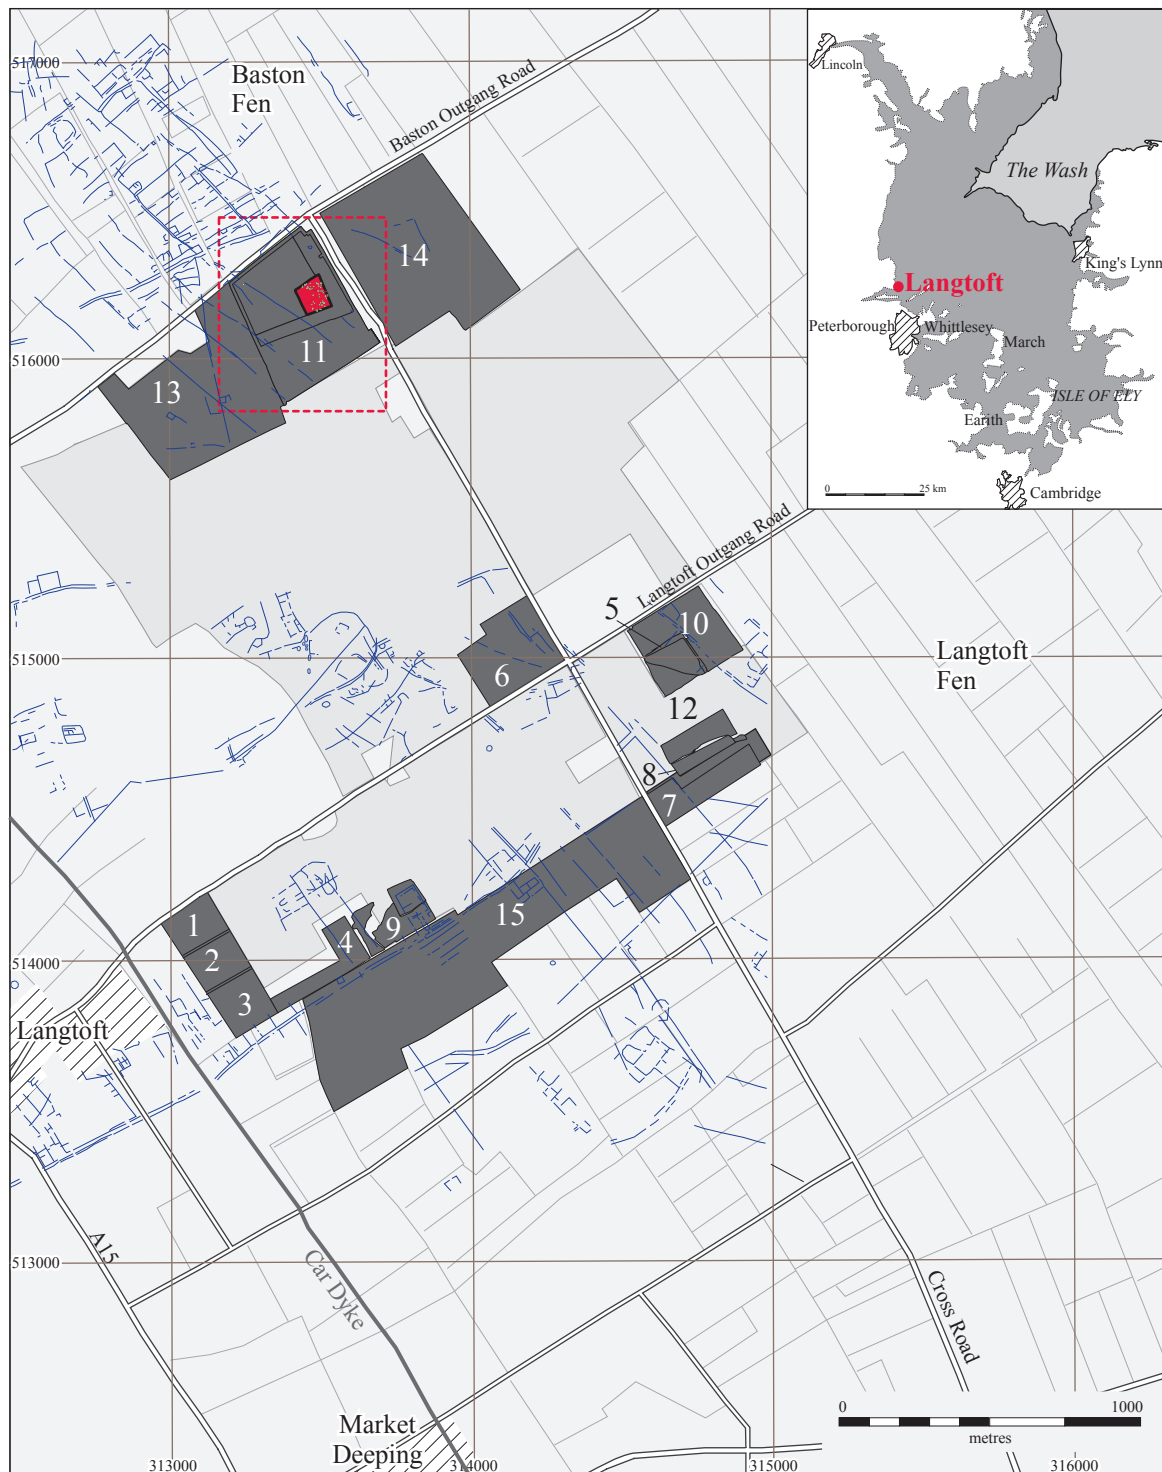 517000
Baston
Fen
Baston Outgang Road
14
11
13
516000
Lincoln
The Wash
King's Lynn
Langtoft
Peterborough
Whittlesey
March
ISLE OF ELY
Earith
Cambridge
0 25 km
Langtoft Outgang Road
5
10
515000
6
12
Langtoft
Fen
8
7
1
2
3
4
9
15
514000
Langtoft
A15
513000
Car Dyke
Cross Road
Market
Deeping
0 1000
metres
313000 314000 315000 316000